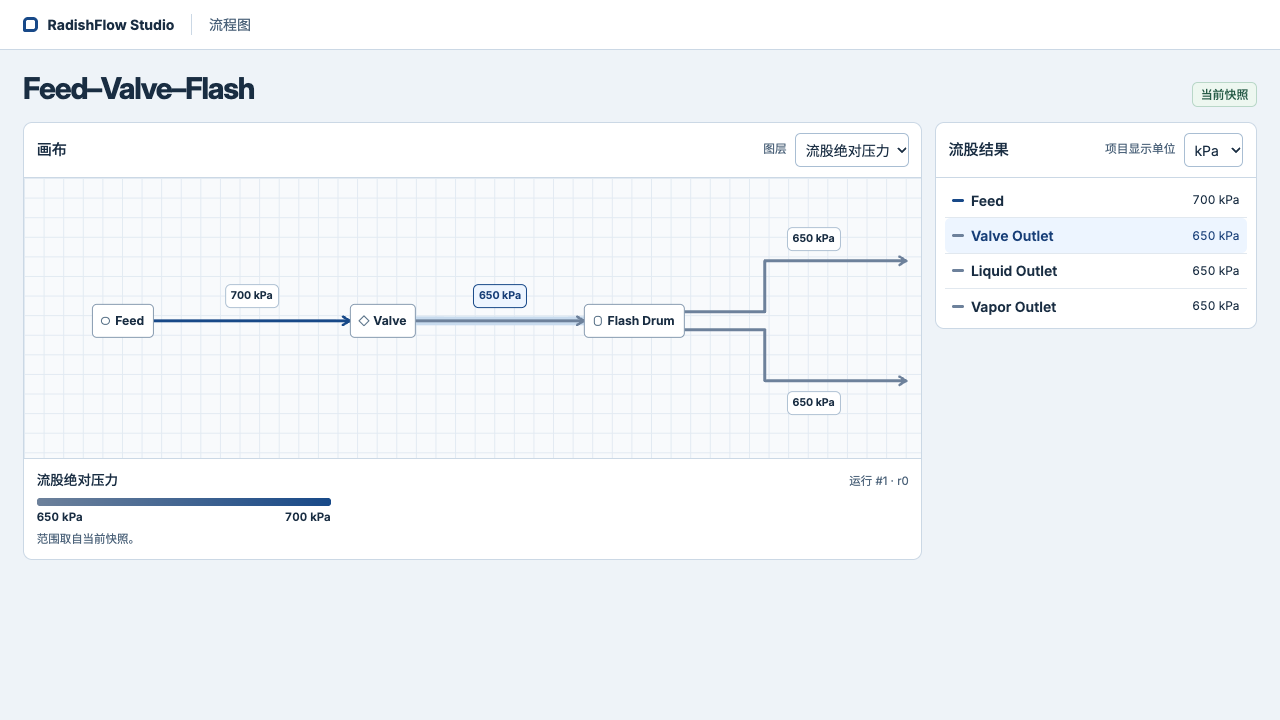 RadishFlow Studio
流程图
Feed–Valve–Flash
当前快照
画布
图层
流股绝对压力
700 kPa
650 kPa
650 kPa
Feed
Valve
Flash Drum
650 kPa
流股绝对压力
运行 #1 · r0
650 kPa
700 kPa
范围取自当前快照。
流股结果
项目显示单位
kPa
Feed
700 kPa
Valve Outlet
650 kPa
Liquid Outlet
650 kPa
Vapor Outlet
650 kPa